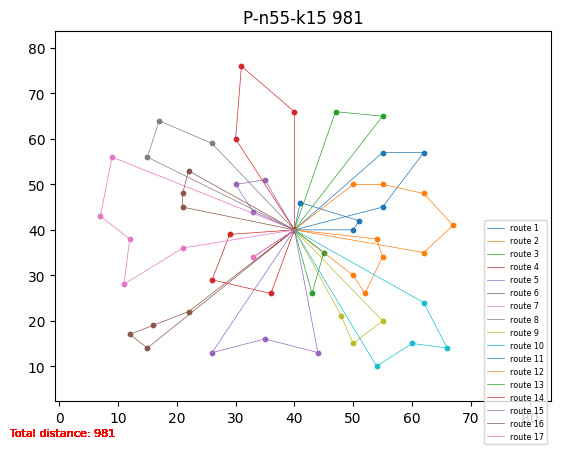 P-n55-k15 981
80
70
60
50
40
30
20
10
0 10 20 30 40 50 60 70 80
route 1
route 2
route 3
route 4
route 5
route 6
route 7
route 8
route 9
route 10
route 11
route 12
route 13
route 14
route 15
route 16
route 17
Total distance: 981